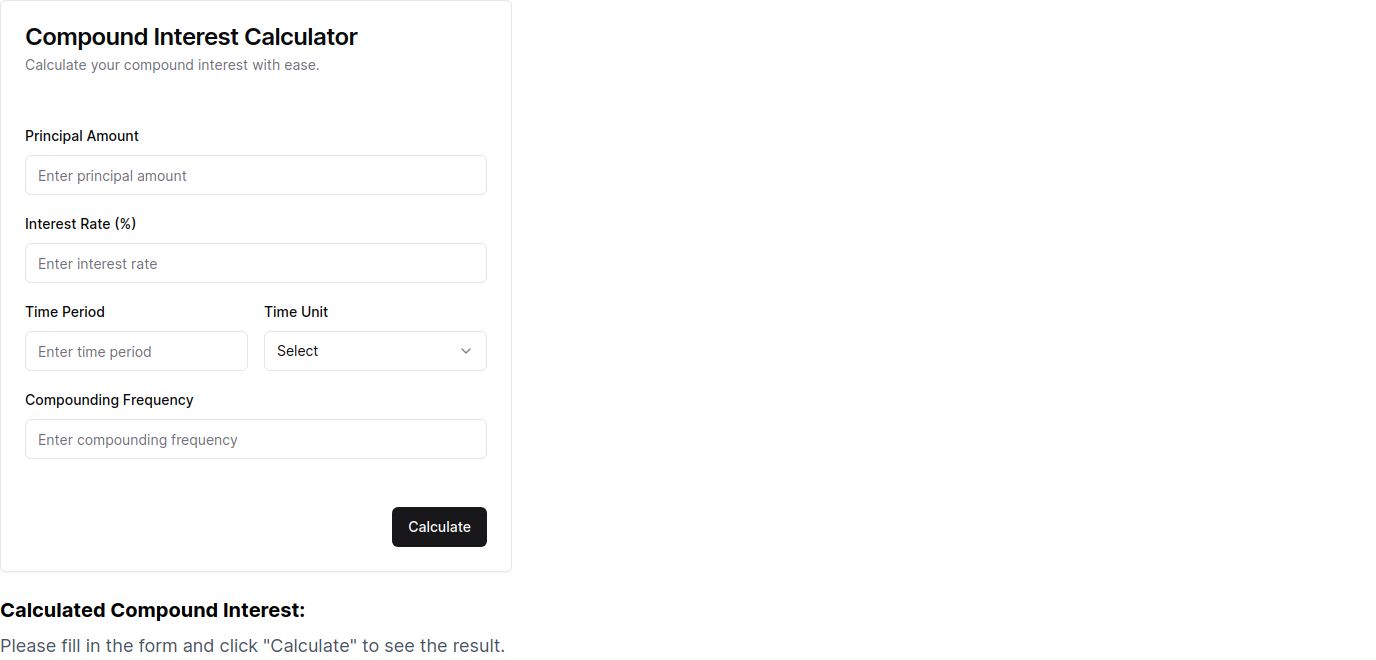 Compound Interest Calculator
Calculate your compound interest with ease.
Principal Amount
Enter principal amount
Interest Rate (%)
Enter interest rate
Time Period
Time Unit
Enter time period
Select
Compounding Frequency
Enter compounding frequency
Calculate
Calculated Compound Interest:
Please fill in the form and click "Calculate" to see the result.